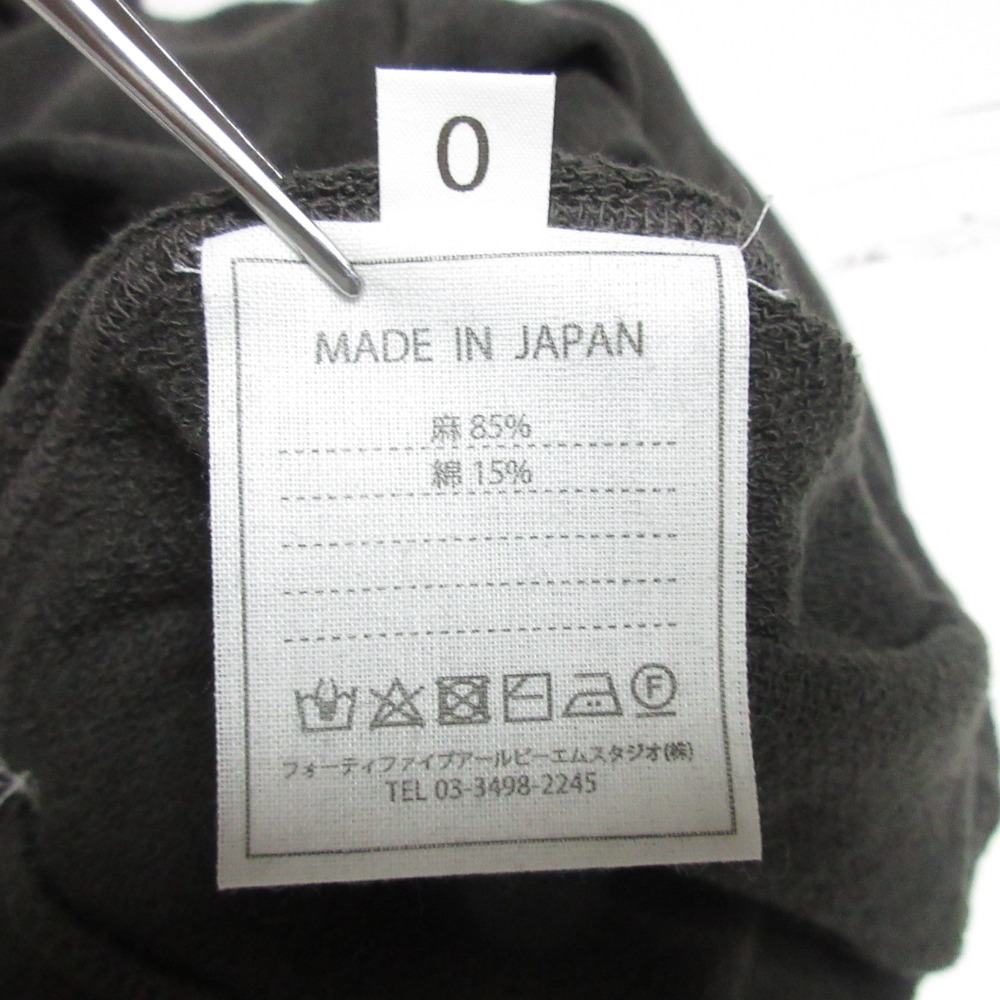 0
MADE IN JAPAN
麻 85%
綿 15%
F
フォーティファイブアールピーエムスタジオ(株)
TEL 03-3498-2245